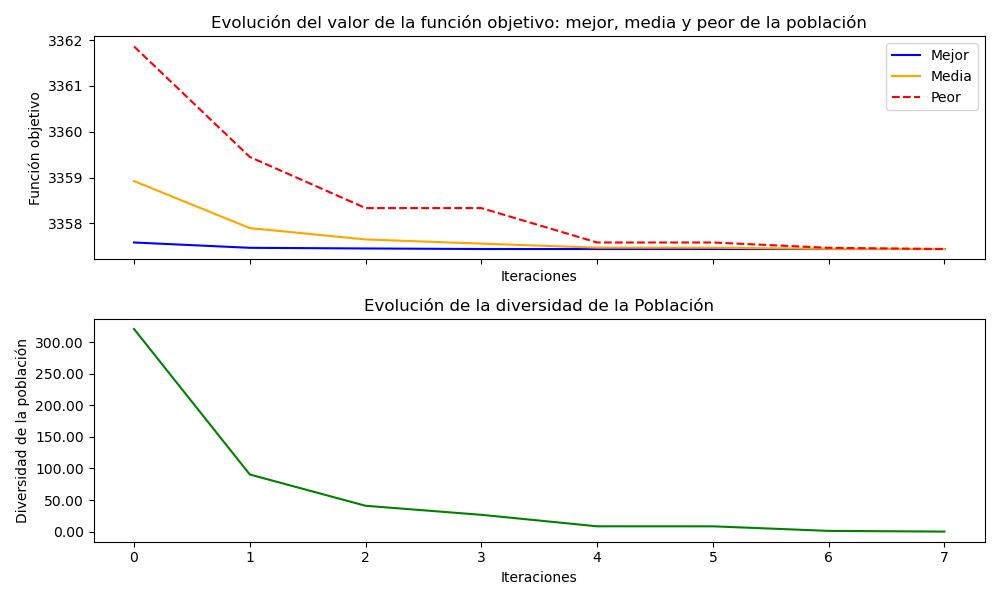 Evolución del valor de la función objetivo: mejor, media y peor de la población
3362
3361
3360
3359
3358
Función objetivo
Mejor
Media
Peor
Iteraciones
Evolución de la diversidad de la Población
300.00
250.00
200.00
150.00
100.00
50.00
0.00
Diversidad de la población
0 1 2 3 4 5 6 7
Iteraciones